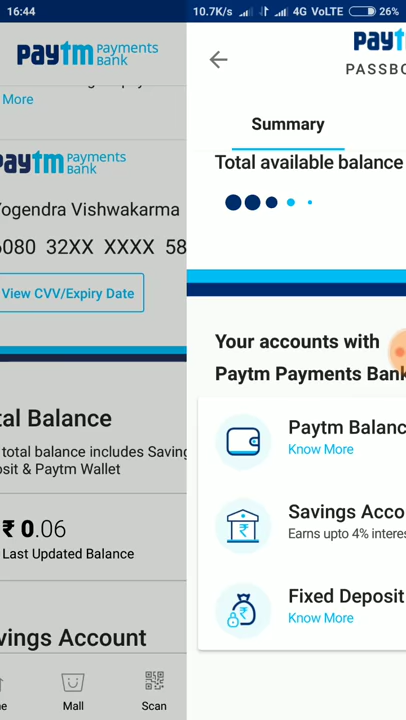 16:44
10.7K/s 4G VoLTE 26%
paytm Payments Bank
More
paytm Payments Bank
ogendra Vishwakarma
080 32XX XXXX 58
View CVV/Expiry Date
tal Balance
total balance includes Saving
osit & Paytm Wallet
₹ 0.06
Last Updated Balance
vings Account
Mall
Scan
payt
PASSBO
Summary
Total available balance
Your accounts with
Paytm Payments Bank
Paytm Balanc
Know More
Savings Acco
Earns upto 4% interes
Fixed Deposit
Know More